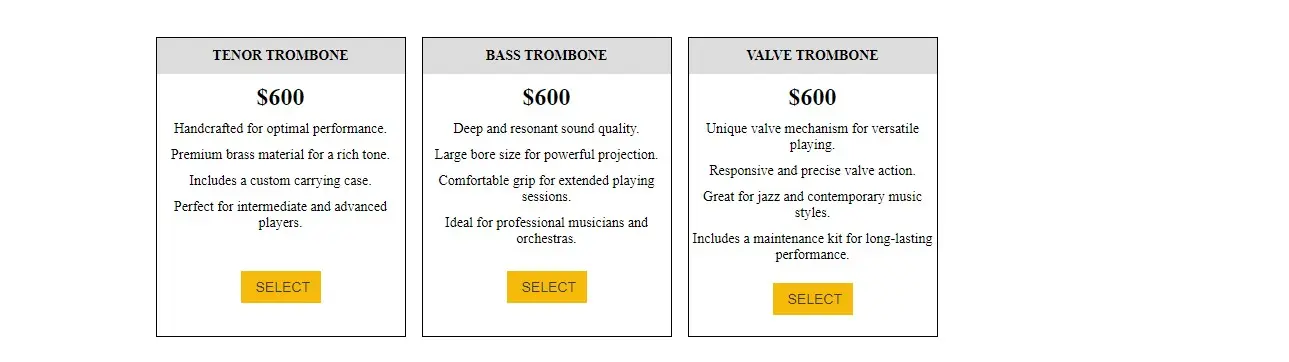 TENOR TROMBONE
$600
Handcrafted for optimal performance.
Premium brass material for a rich tone.
Includes a custom carrying case.
Perfect for intermediate and advanced
players.
SELECT
BASS TROMBONE
$600
Deep and resonant sound quality.
Large bore size for powerful projection.
Comfortable grip for extended playing
sessions.
Ideal for professional musicians and
orchestras.
SELECT
VALVE TROMBONE
$600
Unique valve mechanism for versatile
playing.
Responsive and precise valve action.
Great for jazz and contemporary music
styles.
Includes a maintenance kit for long-lasting
performance.
SELECT